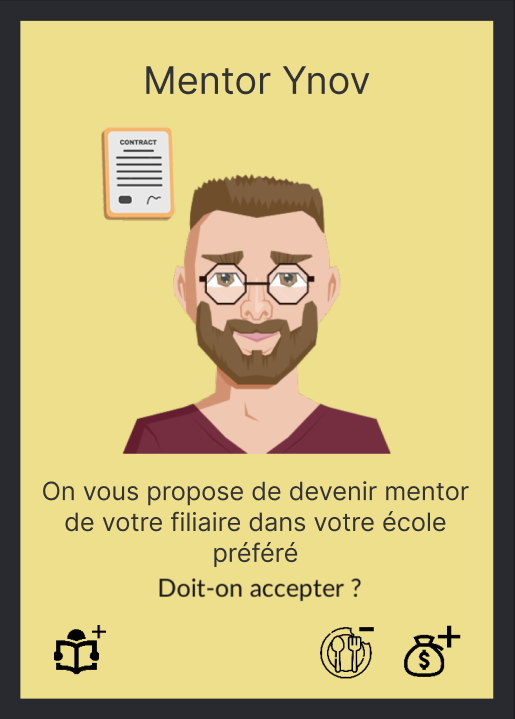 Mentor Ynov
CONTRACT
On vous propose de devenir mentor
de votre filiaire dans votre école
préféré
Doit-on accepter ?
$